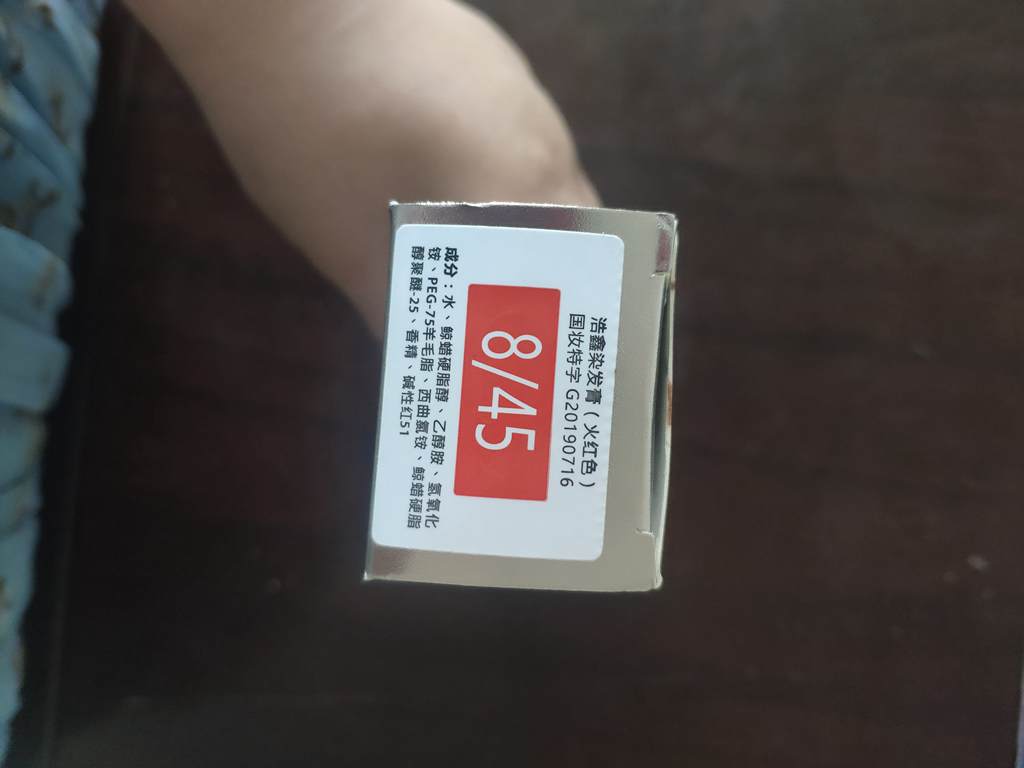 浩鑫染发膏（火红色）
国妆特字 G20190716
8/45
成分：水、鲸蜡硬脂醇、乙醇胺、氢氧化
铵、PEG-75羊毛脂、西曲氯铵、鲸蜡硬脂
醇聚醚-25、香精、碱性红51